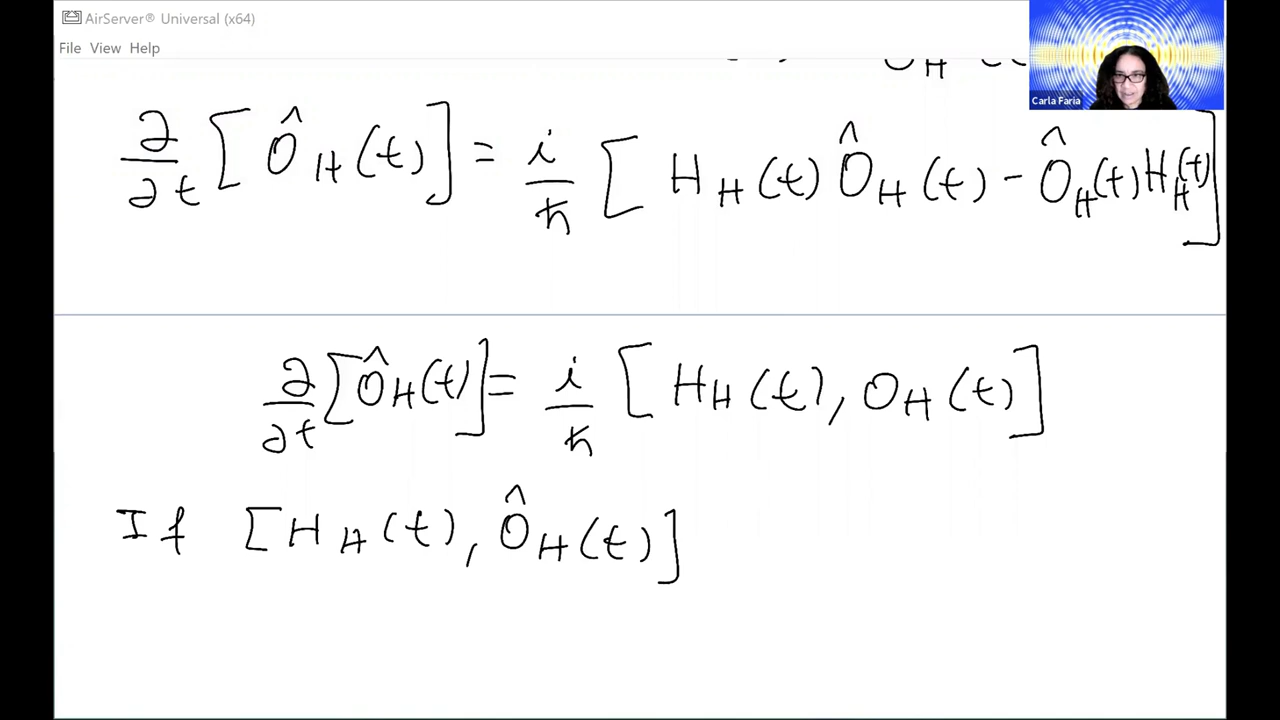 AirServer® Universal (x64)
File View Help
Carla Faria
∂/∂t [Ô_H(t)] = i/ħ [H_H(t) Ô_H(t) - Ô_H(t) H_H(t)]
∂/∂t [Ô_H(t)] = i/ħ [H_H(t), O_H(t)]
If [H_H(t), Ô_H(t)]